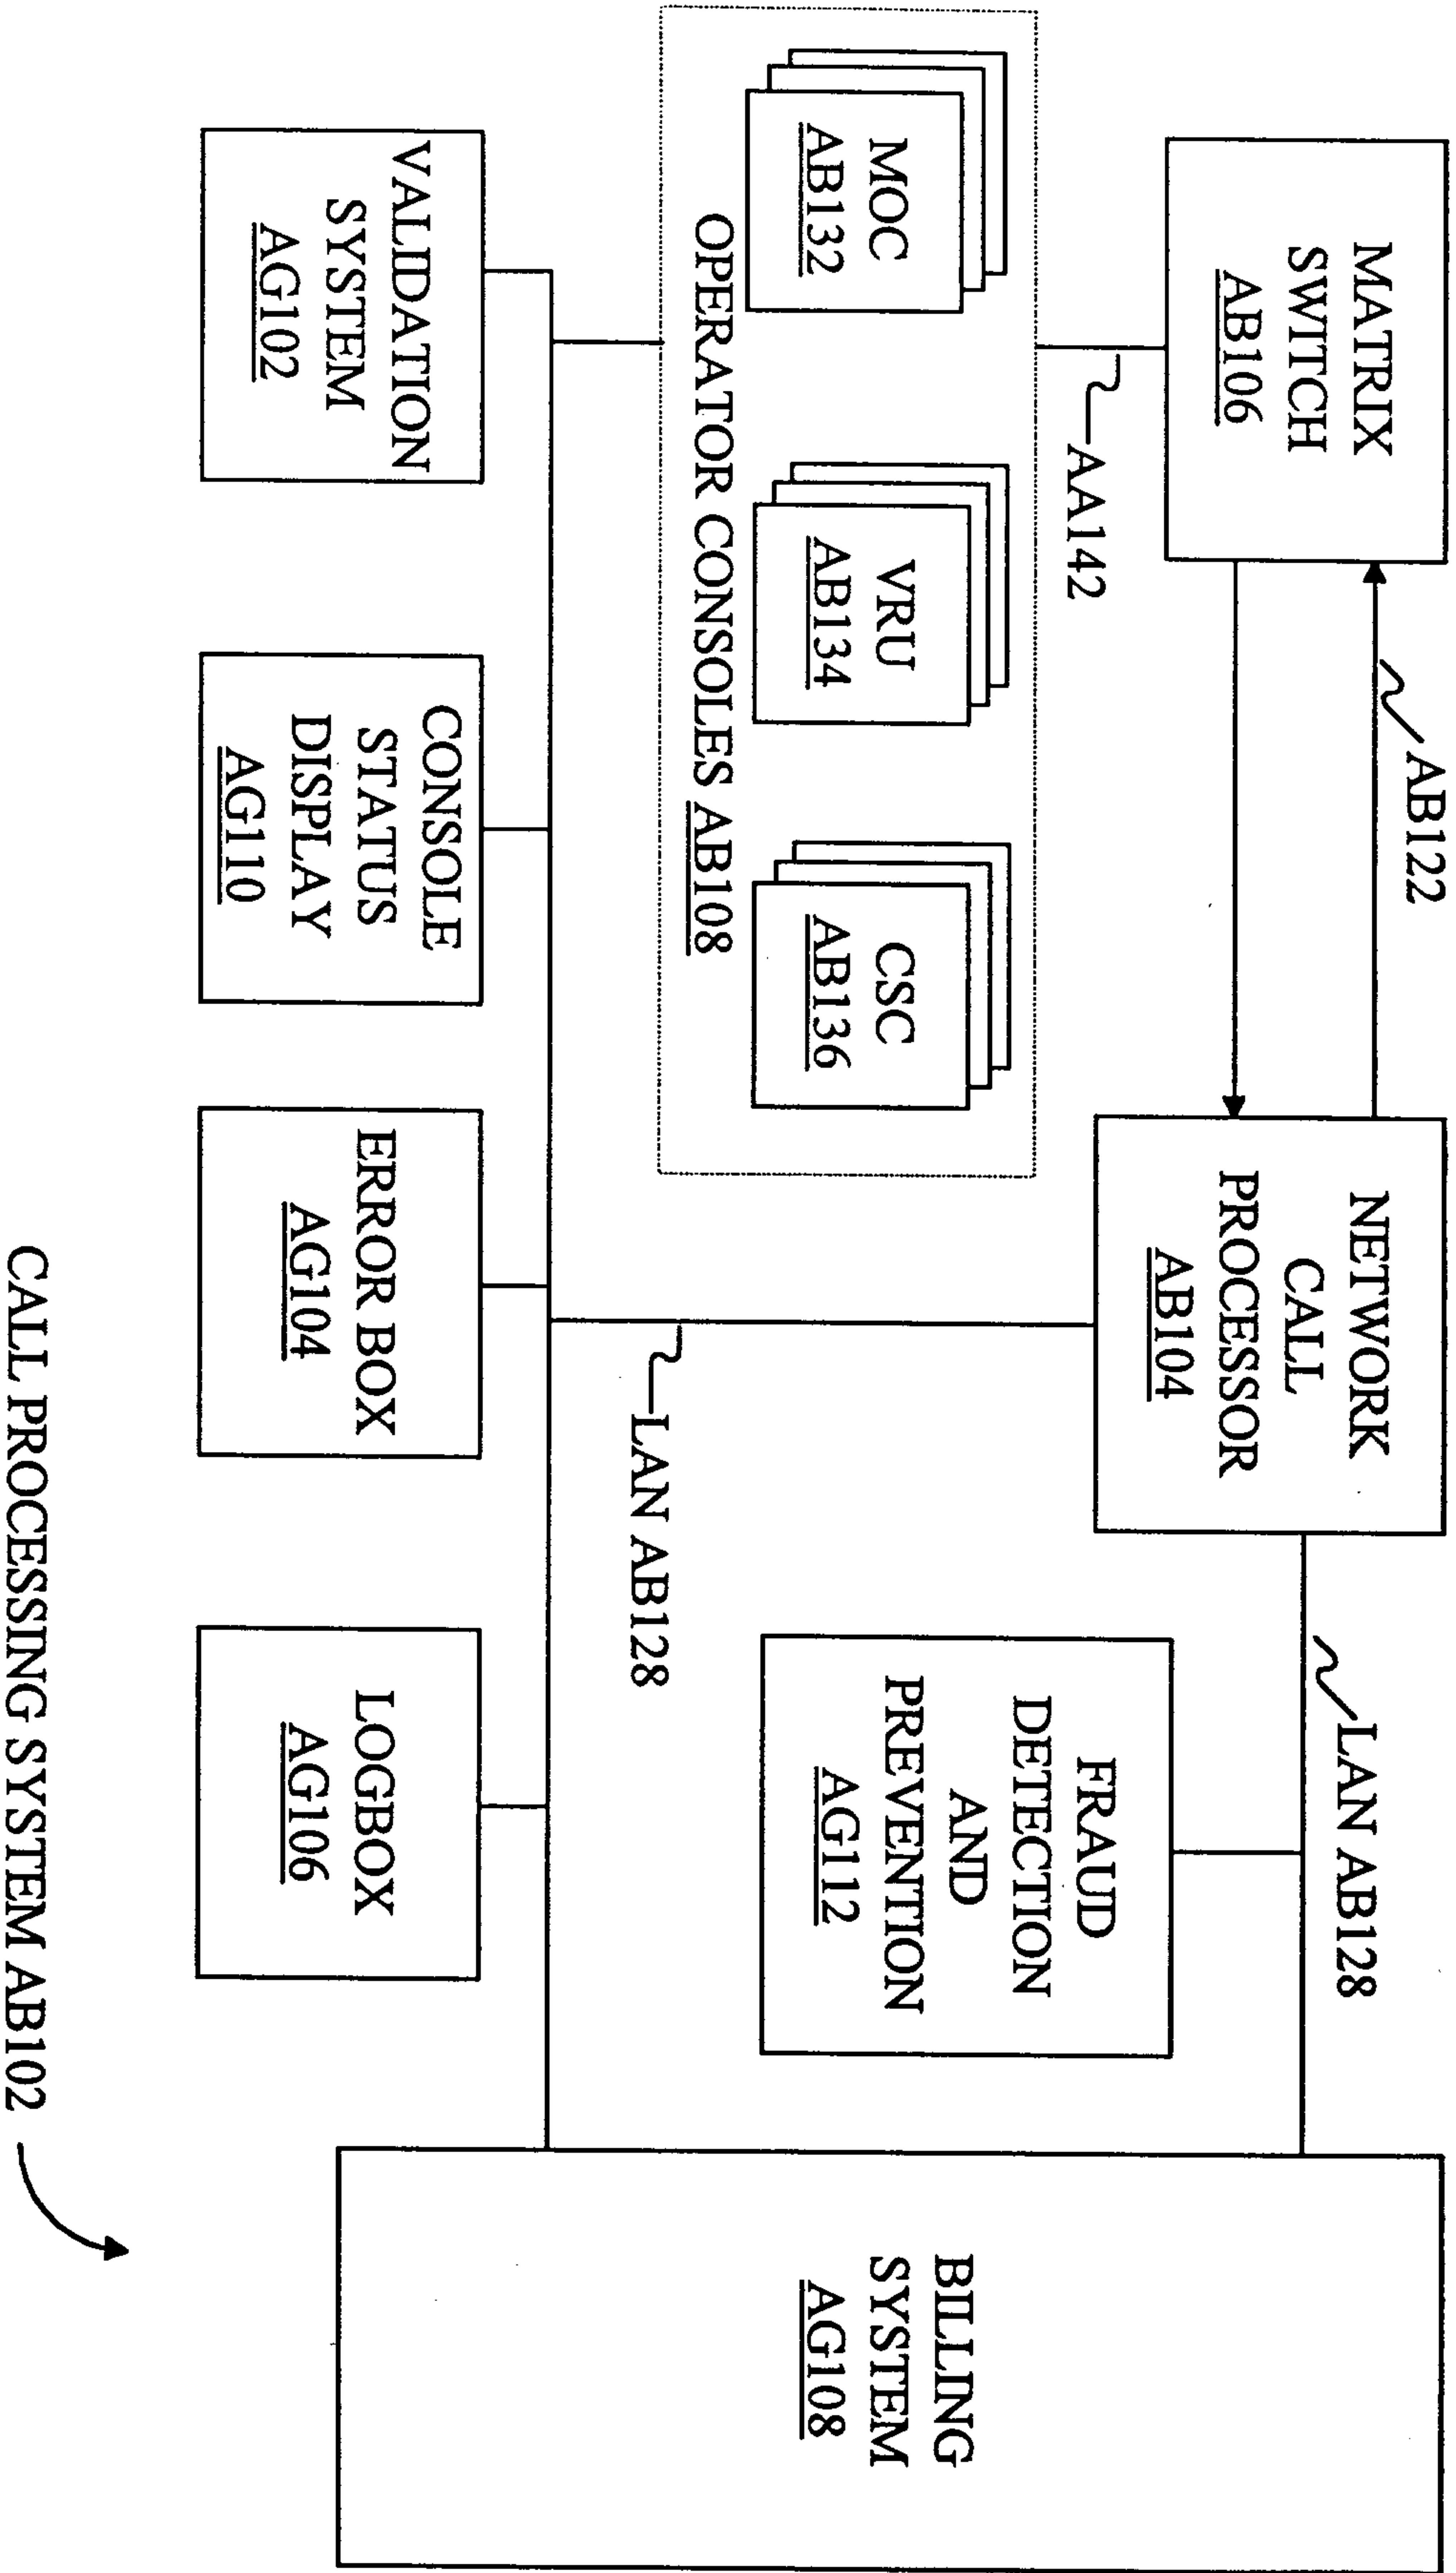 MATRIX
SWITCH
AB106
AB122
NETWORK
CALL
PROCESSOR
AB104
LAN AB128
AA142
MOC
AB132
VRU
AB134
CSC
AB136
OPERATOR CONSOLES AB108
LAN AB128
FRAUD
DETECTION
AND
PREVENTION
AG112
BILLING
SYSTEM
AG108
VALIDATION
SYSTEM
AG102
CONSOLE
STATUS
DISPLAY
AG110
ERROR BOX
AG104
LOGBOX
AG106
CALL PROCESSING SYSTEM AB102